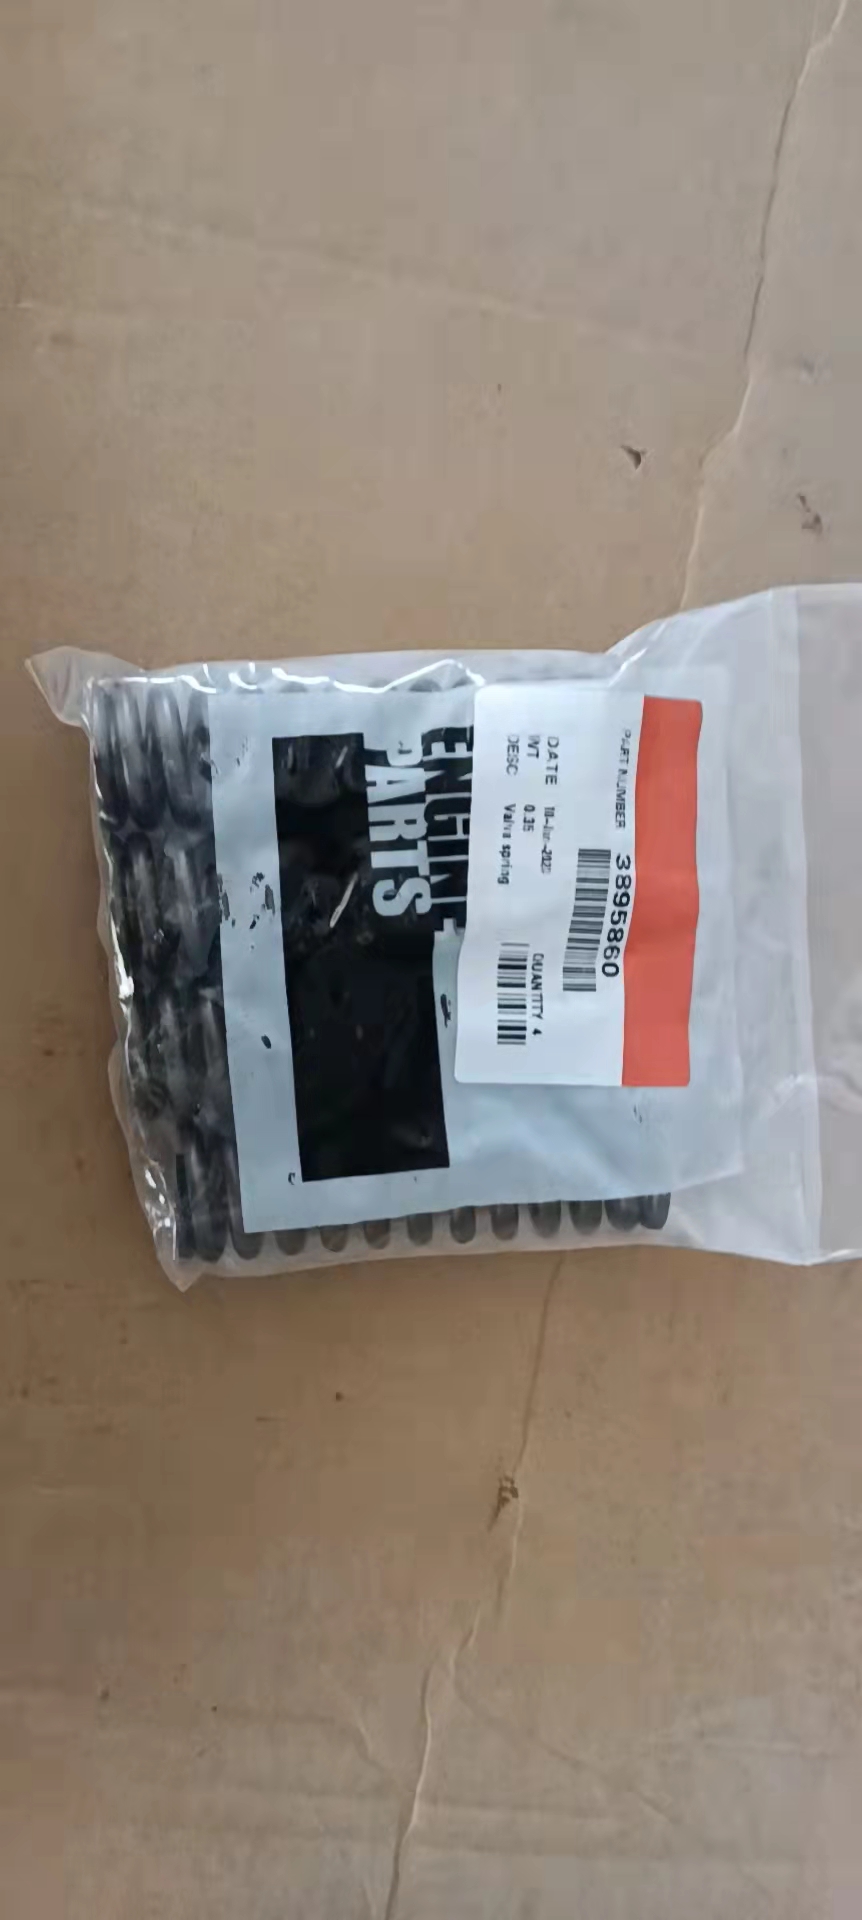 PART NUMBER 3895860
QUANTITY 4
DATE
WT 0.35
DESC Valve spring
ENGINE
PARTS